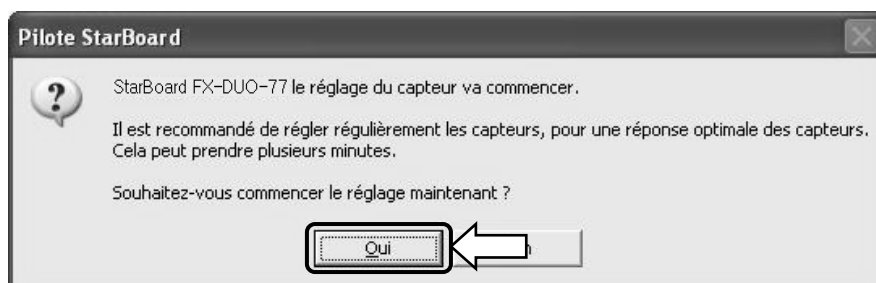 Pilote StarBoard
StarBoard FX-DUO-77 le réglage du capteur va commencer.
Il est recommandé de régler régulièrement les capteurs, pour une réponse optimale des capteurs.
Cela peut prendre plusieurs minutes.
Souhaitez-vous commencer le réglage maintenant ?
Oui